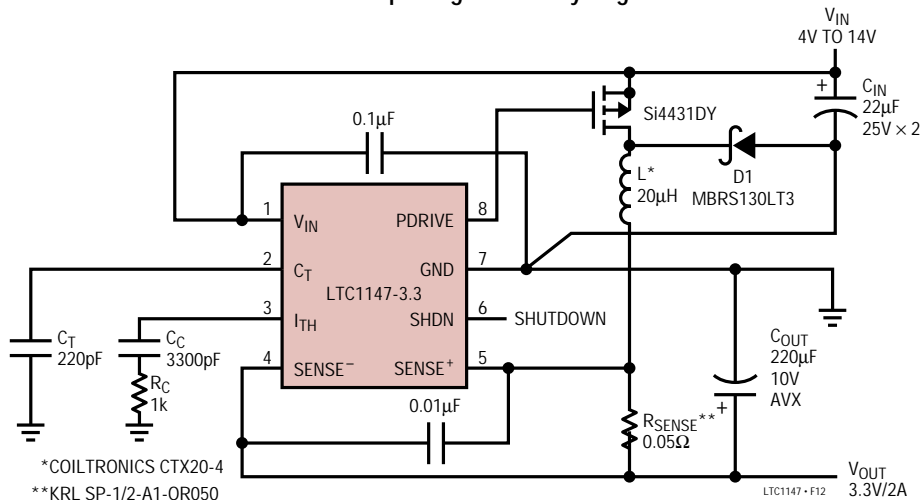 V_IN
4V TO 14V
+
C_IN
22µF
25V × 2
Si4431DY
0.1µF
L*
20µH
D1
MBRS130LT3
1
V_IN
PDRIVE
8
2
C_T
GND
7
LTC1147-3.3
3
I_TH
SHDN
6
SHUTDOWN
4
SENSE⁻
SENSE⁺
5
C_T
220pF
C_C
3300pF
R_C
1k
0.01µF
R_SENSE**
0.05Ω
C_OUT
220µF
10V
AVX
+
*COILTRONICS CTX20-4
**KRL SP-1/2-A1-OR050
LTC1147 • F12
V_OUT
3.3V/2A